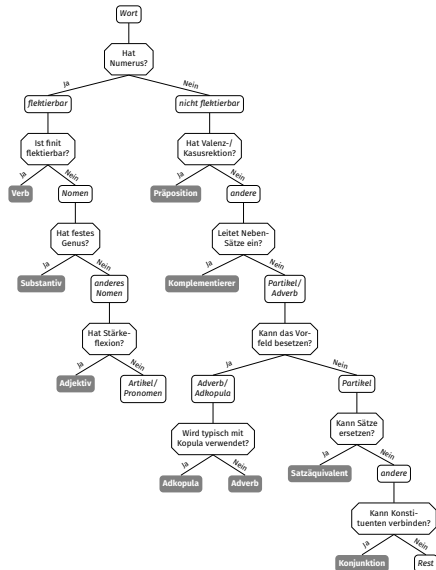 Wort
Hat
Numerus?
Ja
Nein
flektierbar
nicht flektierbar
Ist finit
flektierbar?
Hat Valenz-/
Kasusrektion?
Ja
Nein
Ja
Nein
Verb
Nomen
Präposition
andere
Hat festes
Genus?
Leitet Neben-
Sätze ein?
Ja
Nein
Ja
Nein
Substantiv
anderes
Nomen
Komplementierer
Partikel/
Adverb
Hat Stärke-
flexion?
Kann das Vor-
feld besetzen?
Ja
Nein
Ja
Nein
Adjektiv
Artikel/
Pronomen
Adverb/
Adkopula
Partikel
Wird typisch mit
Kopula verwendet?
Kann Sätze
ersetzen?
Ja
Nein
Ja
Nein
Adkopula
Adverb
Satzäquivalent
andere
Kann Konsti-
tuenten verbinden?
Ja
Nein
Konjunktion
Rest